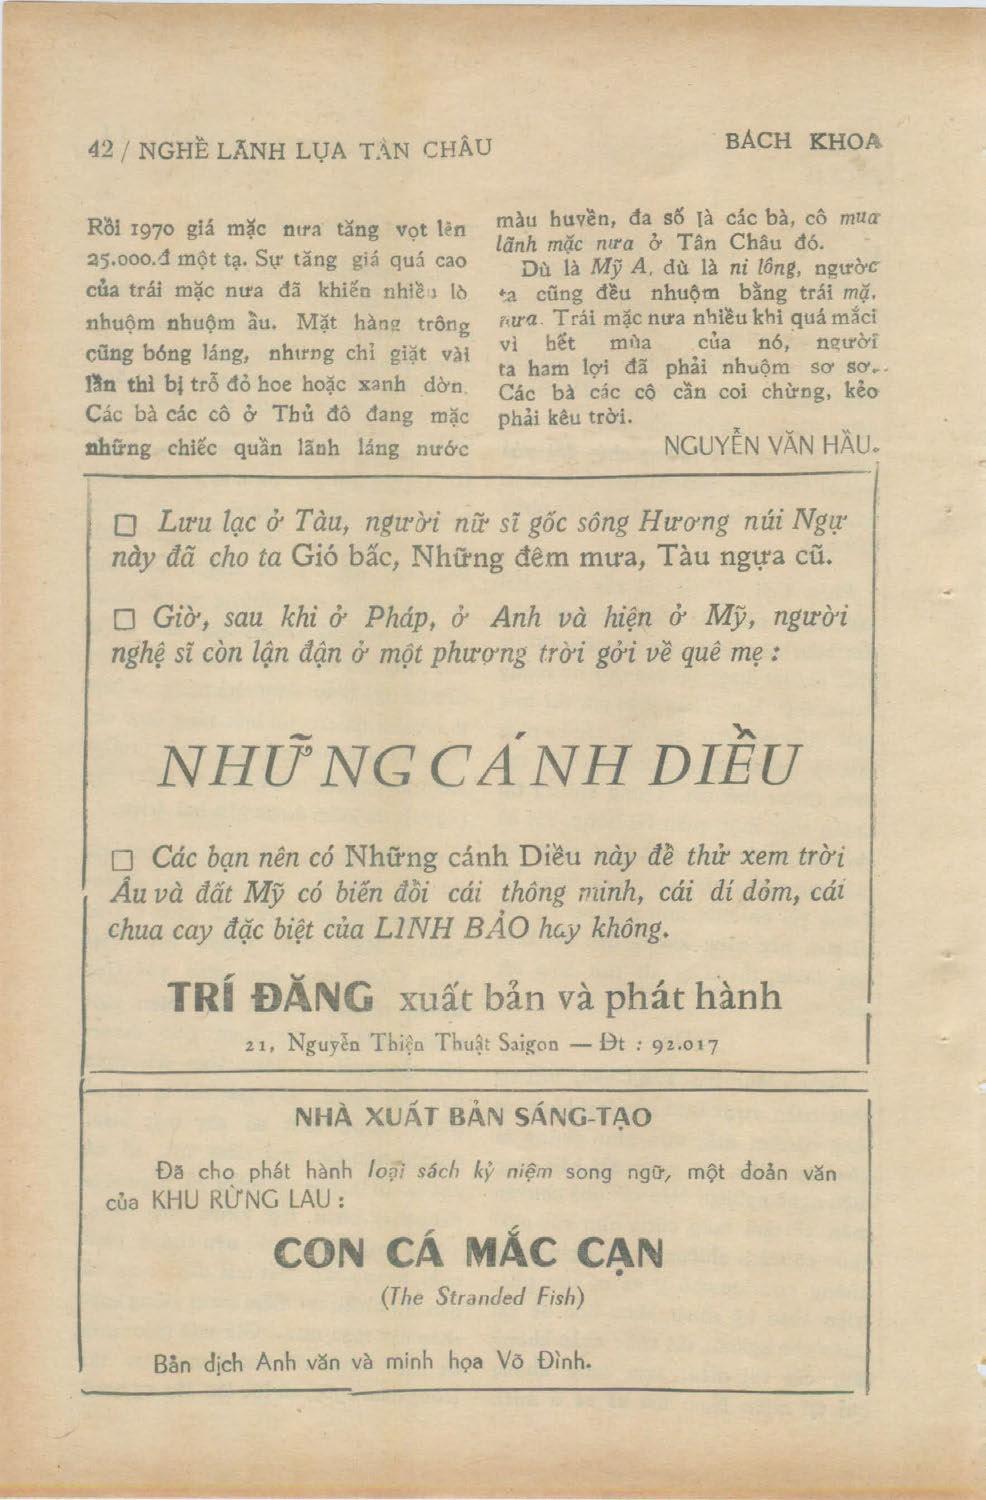 42 / NGHỀ LÃNH LỤA TÂN CHÂU
BÁCH KHOA
Rồi 1970 giá mặc nưa tăng vọt lên
25.000.đ một tạ. Sự tăng giá quá cao
của trái mặc nưa đã khiến nhiều lò
nhuộm nhuộm ẩu. Mặt hàng trông
cũng bóng láng, nhưng chỉ giặt vài
lần thì bị trổ đỏ hoe hoặc xanh dờn.
Các bà các cô ở Thủ đô đang mặc
những chiếc quần lãnh láng nước
màu huyền, đa số là các bà, cô mua
lãnh mặc nưa ở Tân Châu đó.
Dù là Mỹ A, dù là ni lông, người
ta cũng đều nhuộm bằng trái mặ.
nưa. Trái mặc nưa nhiều khi quá mắci
vì hết mùa của nó, người
ta ham lợi đã phải nhuộm sơ sơ..
Các bà các cô cần coi chừng, kẻo
phải kêu trời.
NGUYỄN VĂN HẦU.
□ Lưu lạc ở Tàu, người nữ sĩ gốc sông Hương núi Ngự
này đã cho ta Gió bấc, Những đêm mưa, Tàu ngựa cũ.
□ Giờ, sau khi ở Pháp, ở Anh và hiện ở Mỹ, người
nghệ sĩ còn lận đận ở một phương trời gởi về quê mẹ :
NHỮNG CÁNH DIỀU
□ Các bạn nên có Những cánh Diều này để thử xem trời
Âu và đất Mỹ có biến đổi cái thông minh, cái dí dỏm, cái
chua cay đặc biệt của LINH BẢO hay không.
TRÍ ĐĂNG xuất bản và phát hành
21, Nguyễn Thiện Thuật Saigon — Đt : 92.017
NHÀ XUẤT BẢN SÁNG-TẠO
Đã cho phát hành loại sách kỷ niệm song ngữ, một đoản văn
của KHU RỪNG LAU :
CON CÁ MẮC CẠN
(The Stranded Fish)
Bản dịch Anh văn và minh họa Võ Đình.